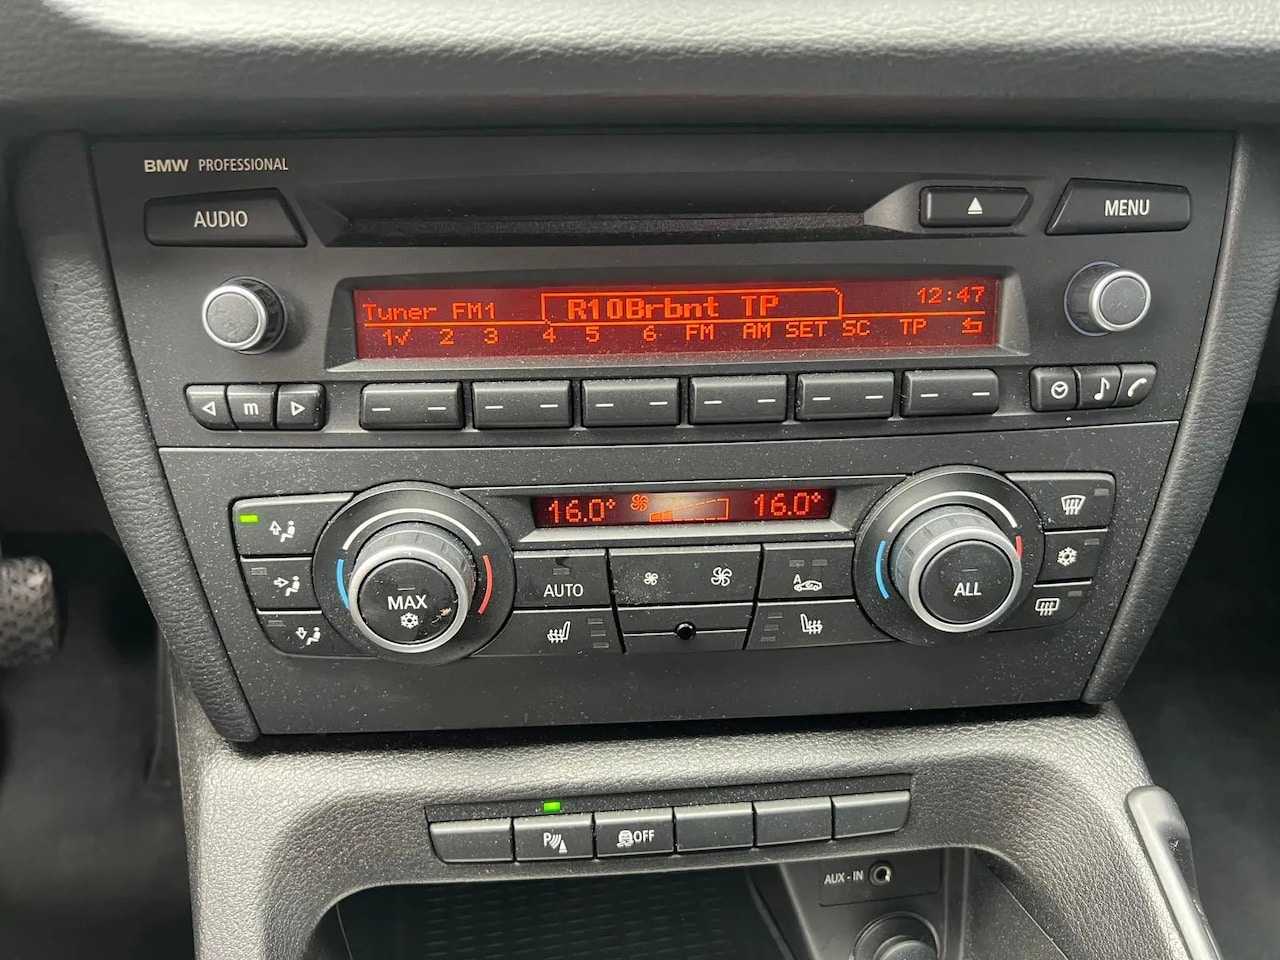 BMW PROFESSIONAL
AUDIO
MENU
Tuner FM1 R10Brbnt TP 12:47
1√ 2 3 4 5 6 FM AM SET SC TP
m
16.0° 16.0°
MAX
AUTO
A
ALL
P
OFF
AUX-IN